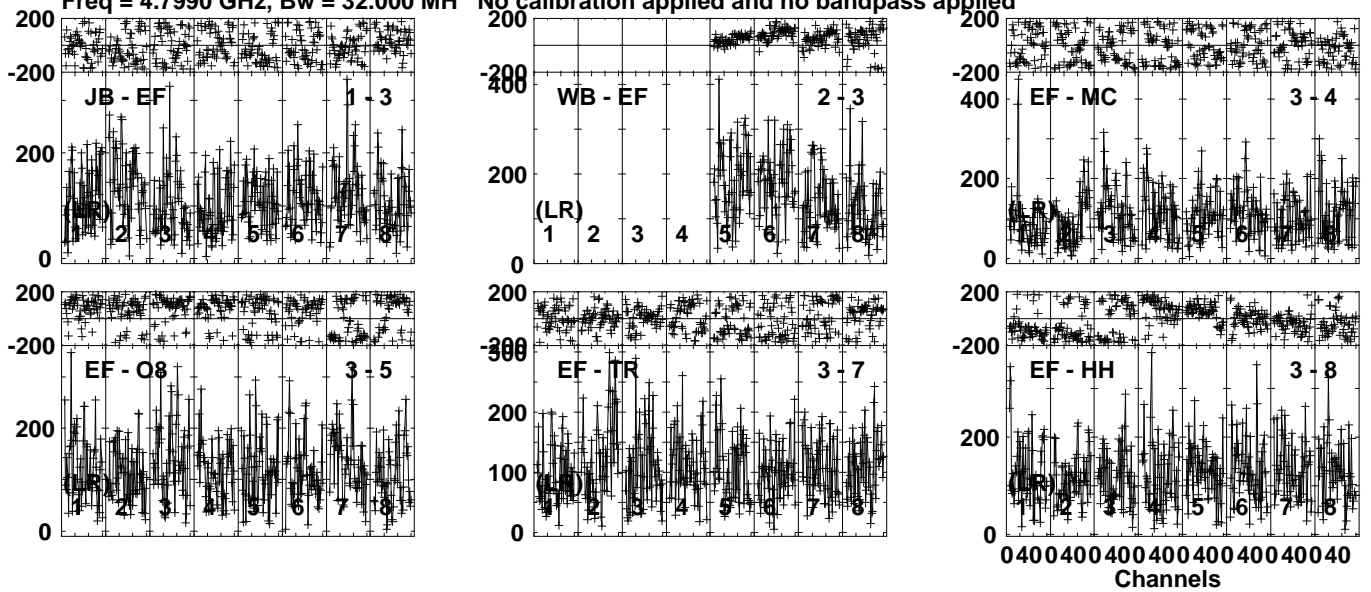 Freq = 4.7990 GHz, Bw = 32.000 MH No calibration applied and no bandpass applied
200
-200
JB - EF 1 - 3
200
(LR)
1 2 3 4 5 6 7 8
0
200
-200
400
WB - EF 2 - 3
200
(LR)
1 2 3 4 5 6 7 8
0
200
-200
400
EF - MC 3 - 4
200
(LR)
1 2 3 4 5 6 7 8
0
200
-200
EF - O8 3 - 5
200
(LR)
1 2 3 4 5 6 7 8
0
200
-200
300
EF - TR 3 - 7
200
100
(LR)
1 2 3 4 5 6 7 8
0
200
-200
EF - HH 3 - 8
200
(LR)
1 2 3 4 5 6 7 8
0
0 40 0 40 0 40 0 40 0 40 0 40 0 40 0 40
Channels